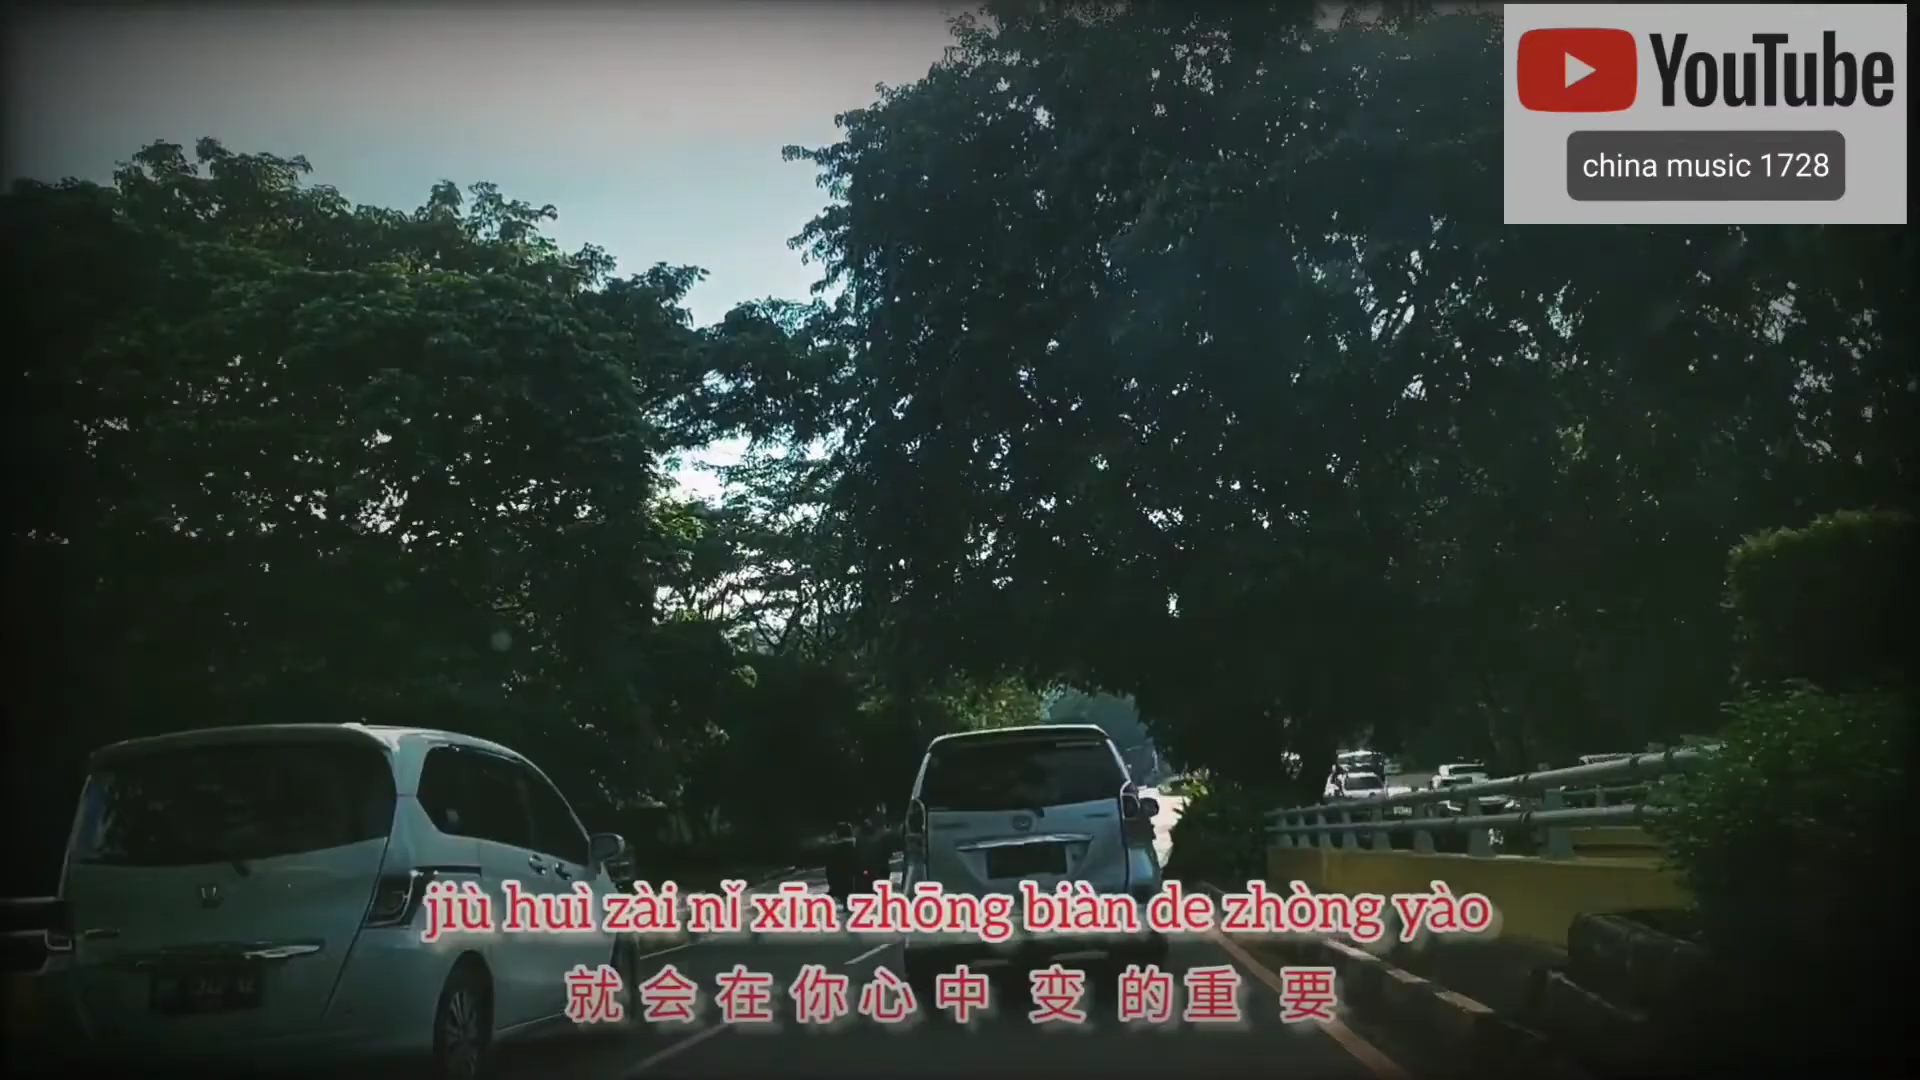 YouTube
china music 1728
jiù huì zài nǐ xīn zhōng biàn de zhòng yào
就 会 在 你 心 中 变 的 重 要